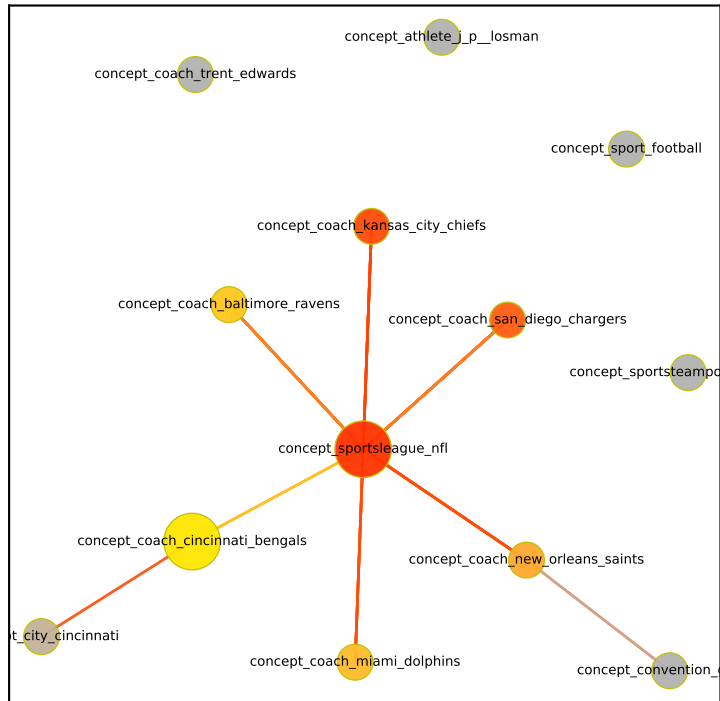 concept_athlete_j_p__losman
concept_coach_trent_edwards
concept_sport_football
concept_coach_kansas_city_chiefs
concept_coach_baltimore_ravens
concept_coach_san_diego_chargers
concept_sportsteampo
concept_sportsleague_nfl
concept_coach_cincinnati_bengals
concept_coach_new_orleans_saints
pt_city_cincinnati
concept_coach_miami_dolphins
concept_convention_